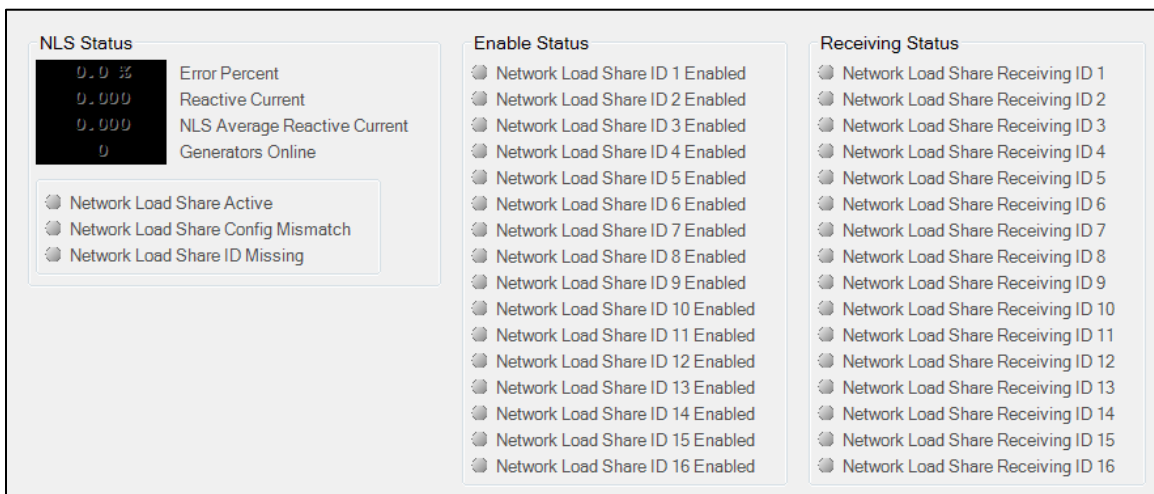 NLS Status
0.0 % Error Percent
0.000 Reactive Current
0.000 NLS Average Reactive Current
0 Generators Online
Network Load Share Active
Network Load Share Config Mismatch
Network Load Share ID Missing
Enable Status
Network Load Share ID 1 Enabled
Network Load Share ID 2 Enabled
Network Load Share ID 3 Enabled
Network Load Share ID 4 Enabled
Network Load Share ID 5 Enabled
Network Load Share ID 6 Enabled
Network Load Share ID 7 Enabled
Network Load Share ID 8 Enabled
Network Load Share ID 9 Enabled
Network Load Share ID 10 Enabled
Network Load Share ID 11 Enabled
Network Load Share ID 12 Enabled
Network Load Share ID 13 Enabled
Network Load Share ID 14 Enabled
Network Load Share ID 15 Enabled
Network Load Share ID 16 Enabled
Receiving Status
Network Load Share Receiving ID 1
Network Load Share Receiving ID 2
Network Load Share Receiving ID 3
Network Load Share Receiving ID 4
Network Load Share Receiving ID 5
Network Load Share Receiving ID 6
Network Load Share Receiving ID 7
Network Load Share Receiving ID 8
Network Load Share Receiving ID 9
Network Load Share Receiving ID 10
Network Load Share Receiving ID 11
Network Load Share Receiving ID 12
Network Load Share Receiving ID 13
Network Load Share Receiving ID 14
Network Load Share Receiving ID 15
Network Load Share Receiving ID 16